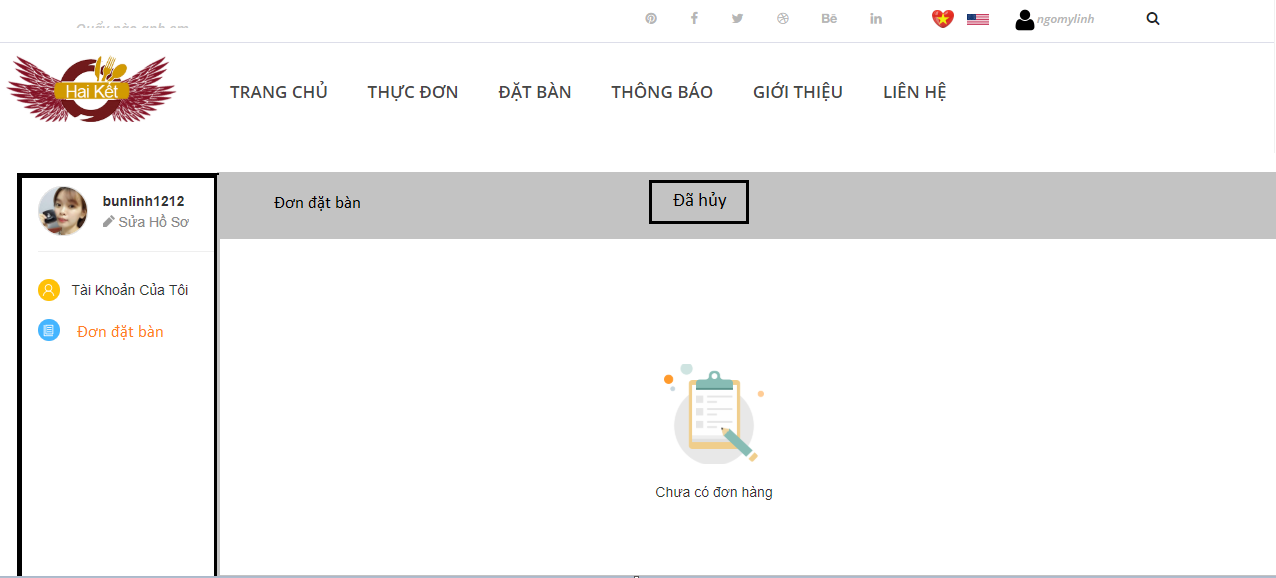 ngomylinh
Hai Kết
TRANG CHỦ THỰC ĐƠN ĐẶT BÀN THÔNG BÁO GIỚI THIỆU LIÊN HỆ
bunlinh1212
Sửa Hồ Sơ
Đơn đặt bàn Đã hủy
Tài Khoản Của Tôi
Đơn đặt bàn
Chưa có đơn hàng